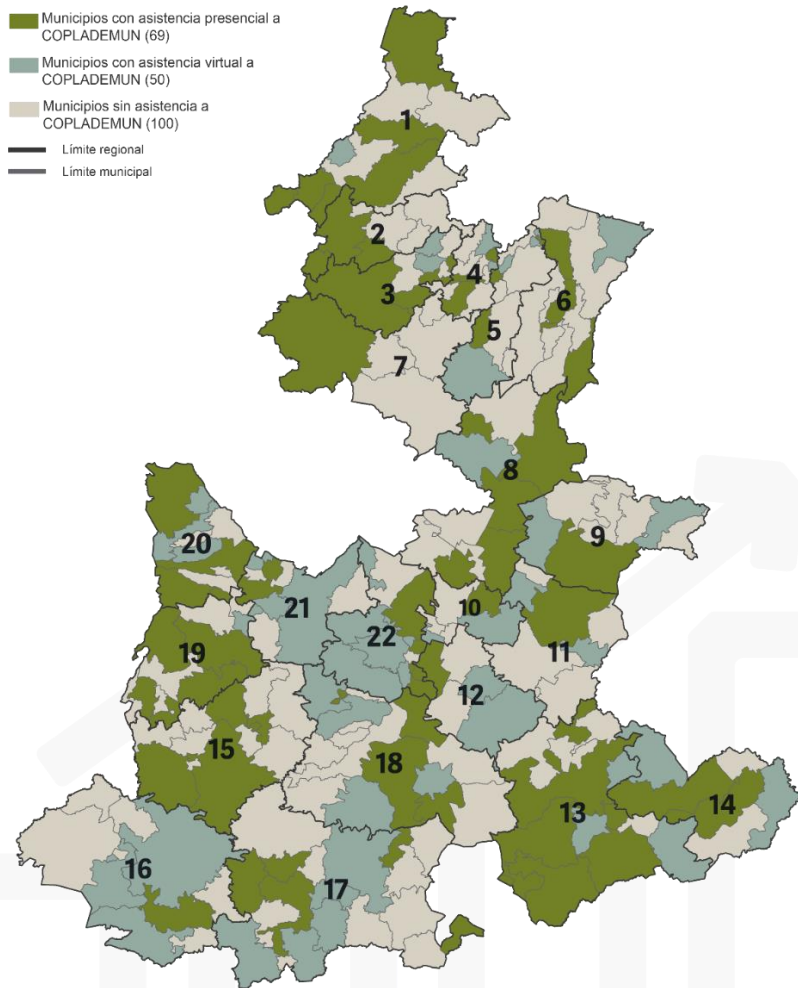 Municipios con asistencia presencial a
COPLADEMUN (69)
Municipios con asistencia virtual a
COPLADEMUN (50)
Municipios sin asistencia a
COPLADEMUN (100)
Límite regional
Límite municipal
1
2
3
4
5
6
7
8
9
20
21
10
22
19
11
12
15
18
13
14
16
17